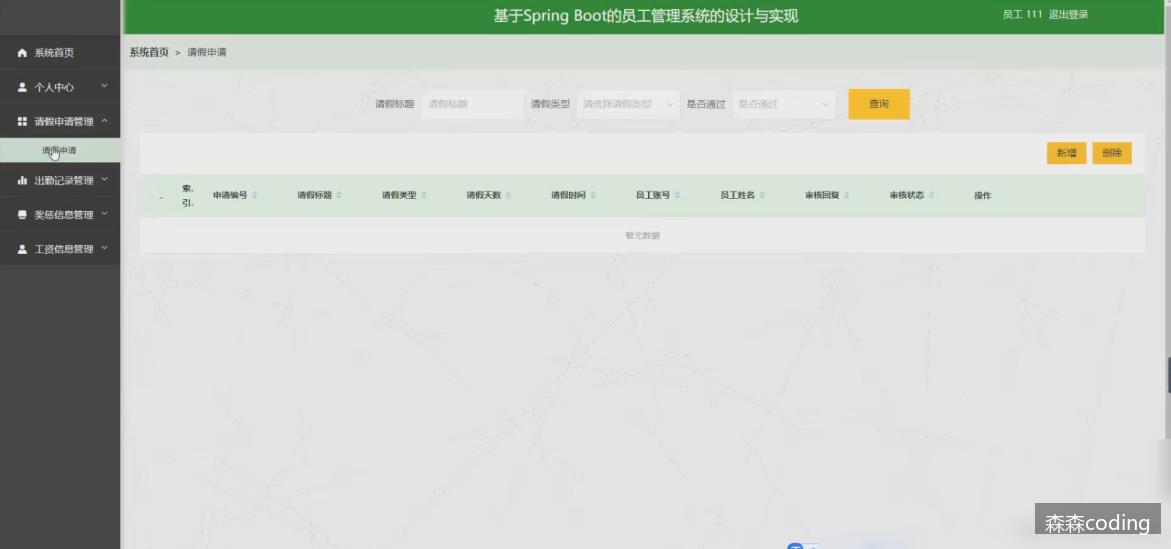 基于Spring Boot的员工管理系统的设计与实现
员工 111 退出登录
系统首页
个人中心
请假申请管理
请假申请
出勤记录管理
奖惩信息管理
工资信息管理
系统首页 > 请假申请
请假标题 请假标题 请假类型 请选择请假类型 是否通过 是否通过 查询
新增 删除
索引 申请编号 请假标题 请假类型 请假天数 请假时间 员工账号 员工姓名 审核回复 审核状态 操作
暂无数据
森森coding